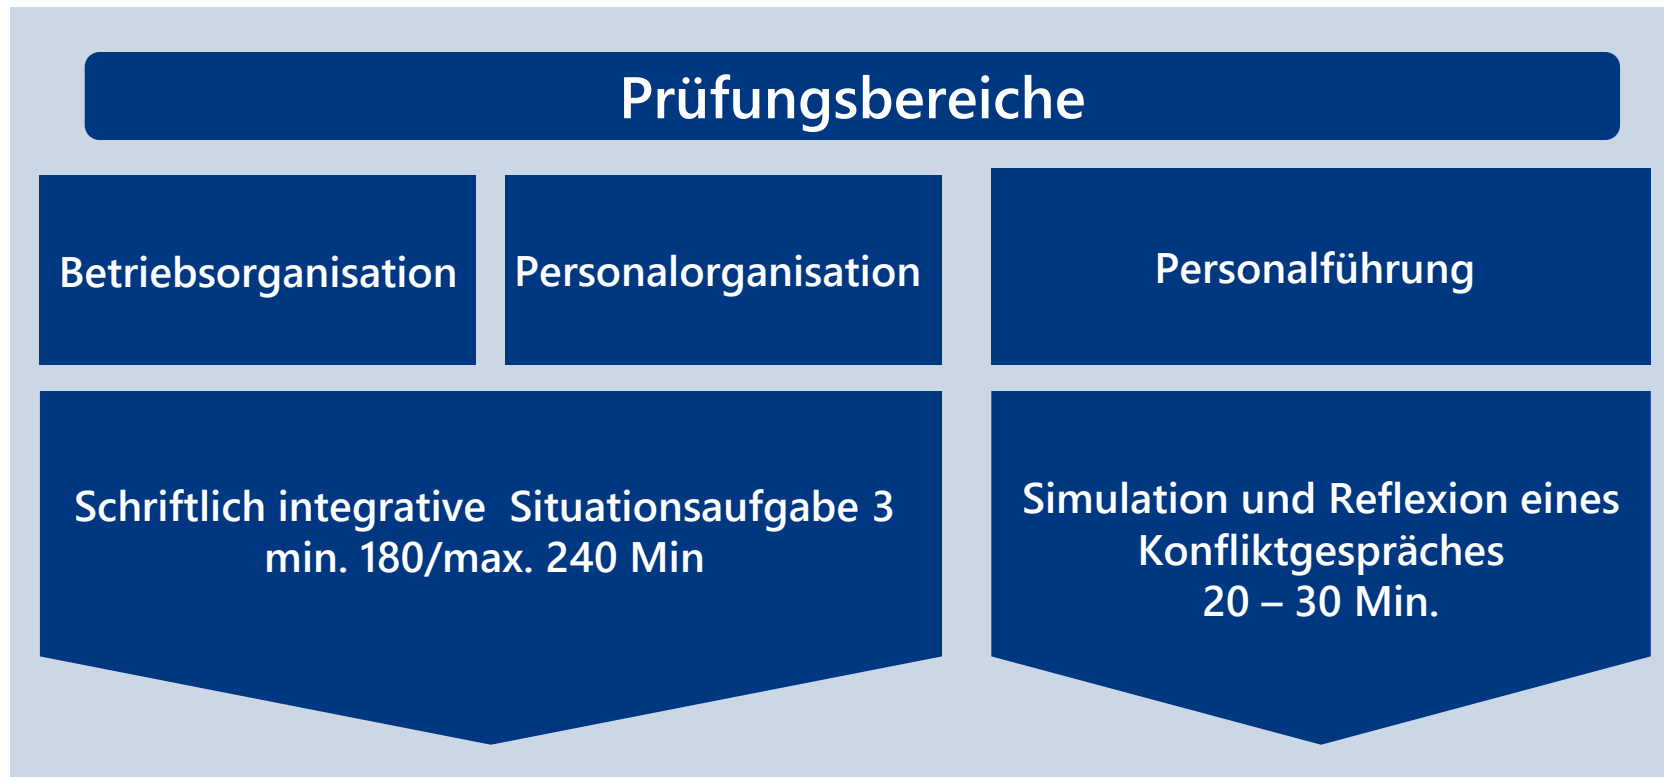 Prüfungsbereiche
Betriebsorganisation
Personalorganisation
Personalführung
Schriftlich integrative  Situationsaufgabe 3
min. 180/max. 240 Min
Simulation und Reflexion eines
Konfliktgespräches
20 – 30 Min.